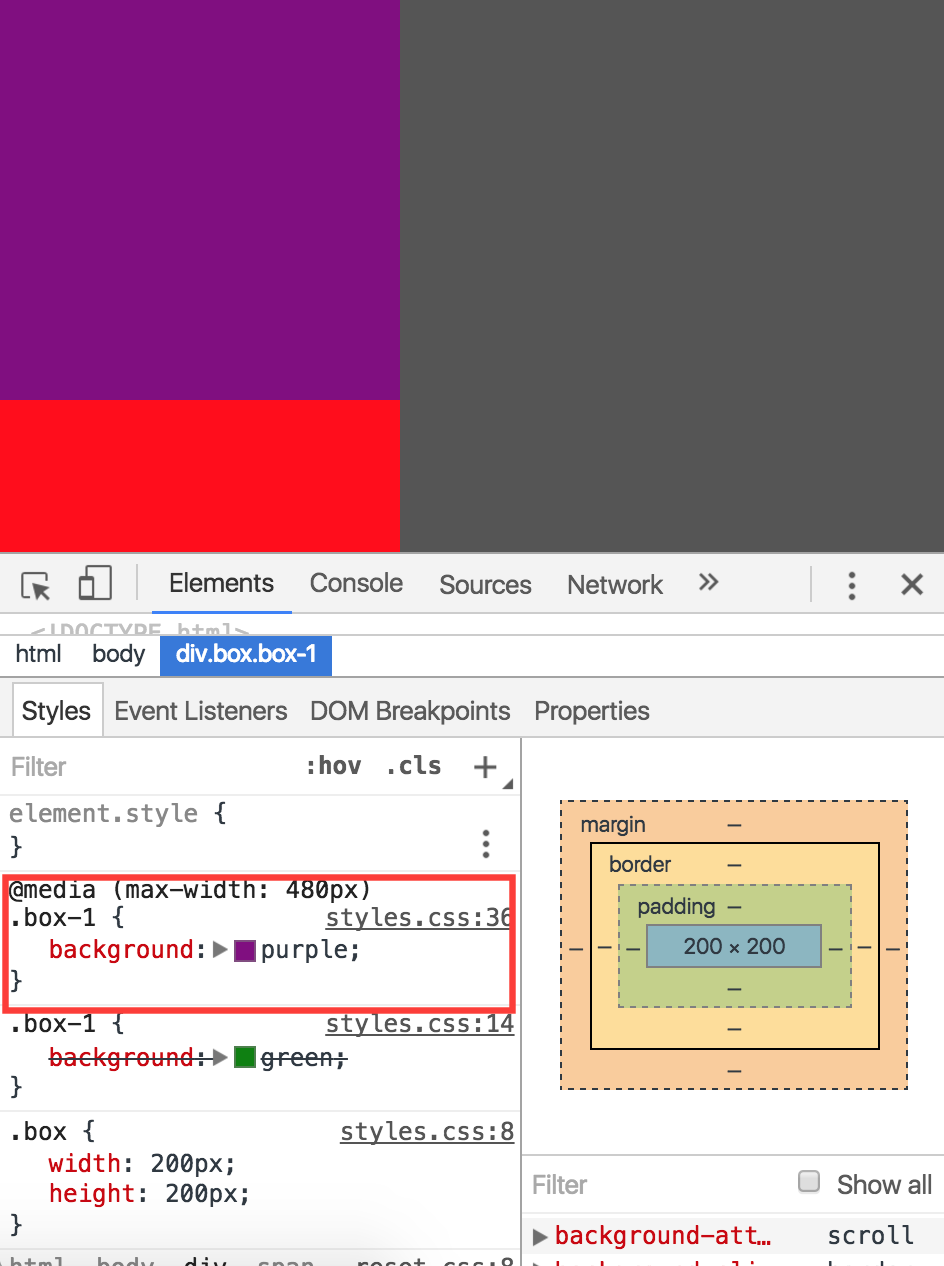 Elements Console Sources Network »
<!DOCTYPE html>
html body div.box.box-1
Styles Event Listeners DOM Breakpoints Properties
Filter :hov .cls +
element.style {
}
@media (max-width: 480px)
.box-1 { styles.css:36
background: purple;
}
.box-1 { styles.css:14
background: green;
}
.box { styles.css:8
width: 200px;
height: 200px;
}
html, body, div, span, reset.css:8
margin –
border –
padding –
– – – 200 × 200 – – –
–
–
–
Filter Show all
background-att… scroll